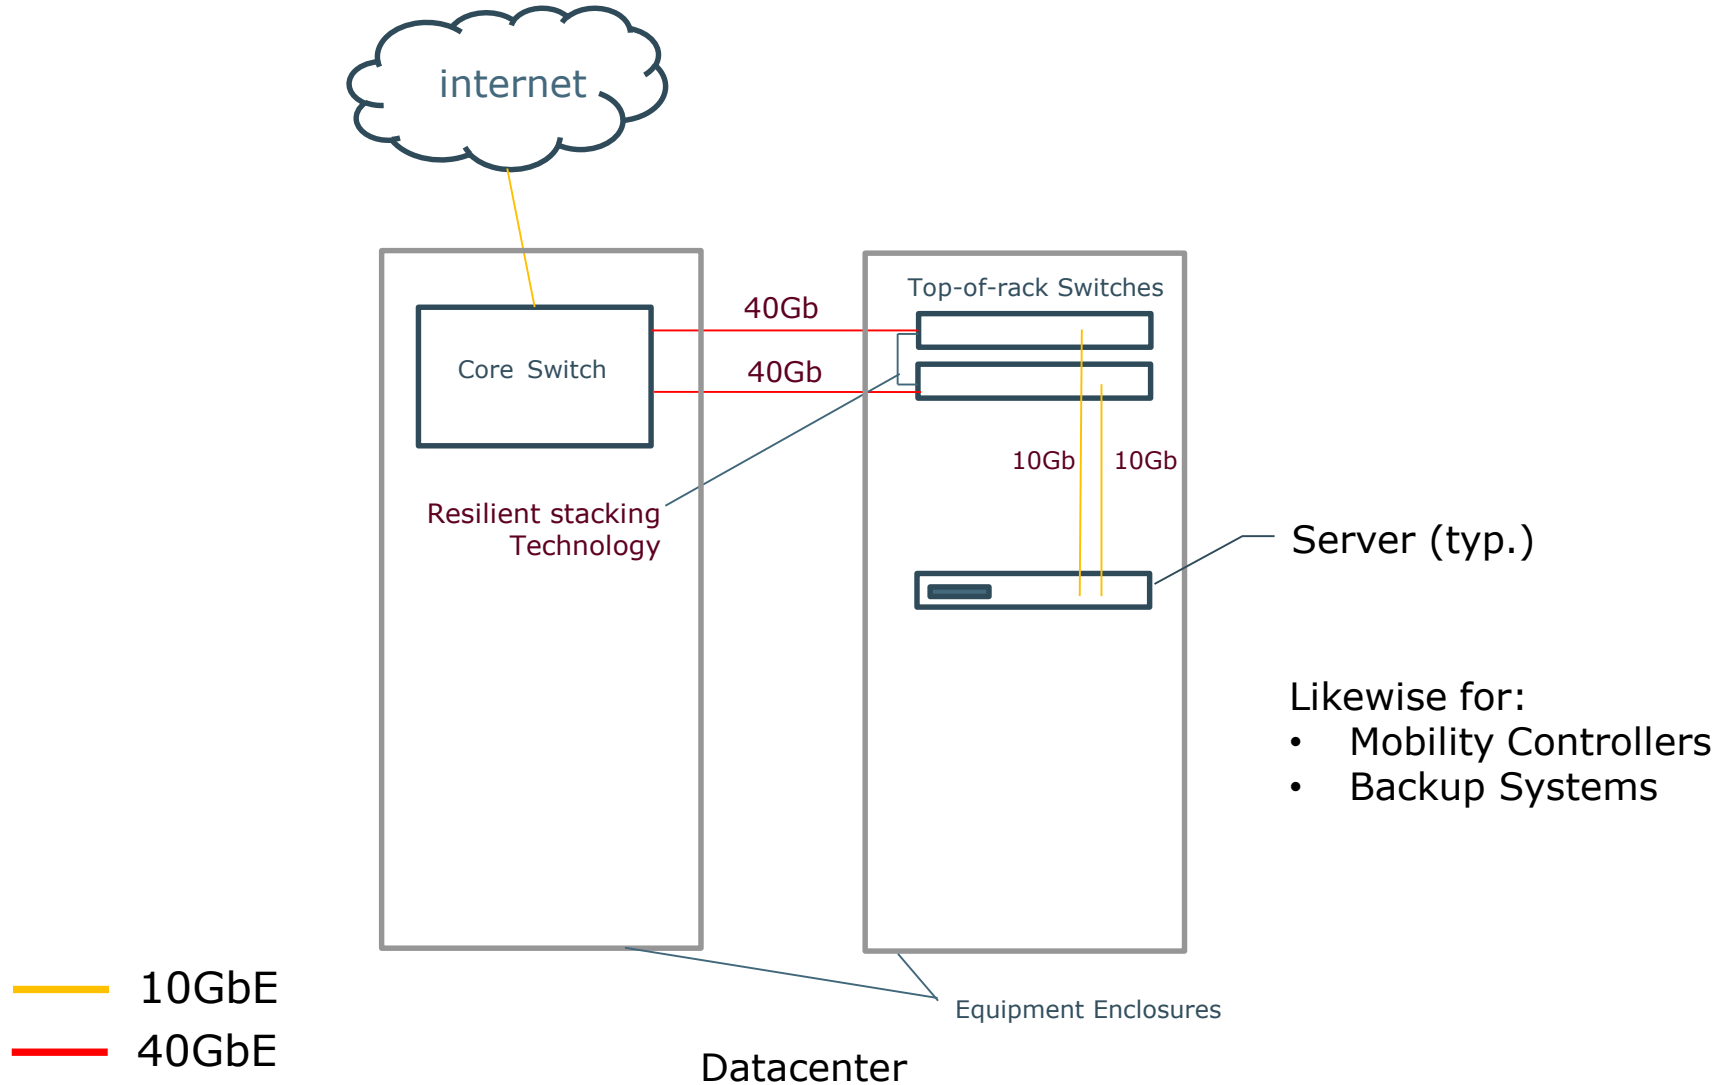 internet
Top-of-rack Switches
40Gb
Core Switch
40Gb
10Gb
10Gb
Resilient stacking
Technology
Server (typ.)
Likewise for:
• Mobility Controllers
• Backup Systems
10GbE
Equipment Enclosures
40GbE
Datacenter